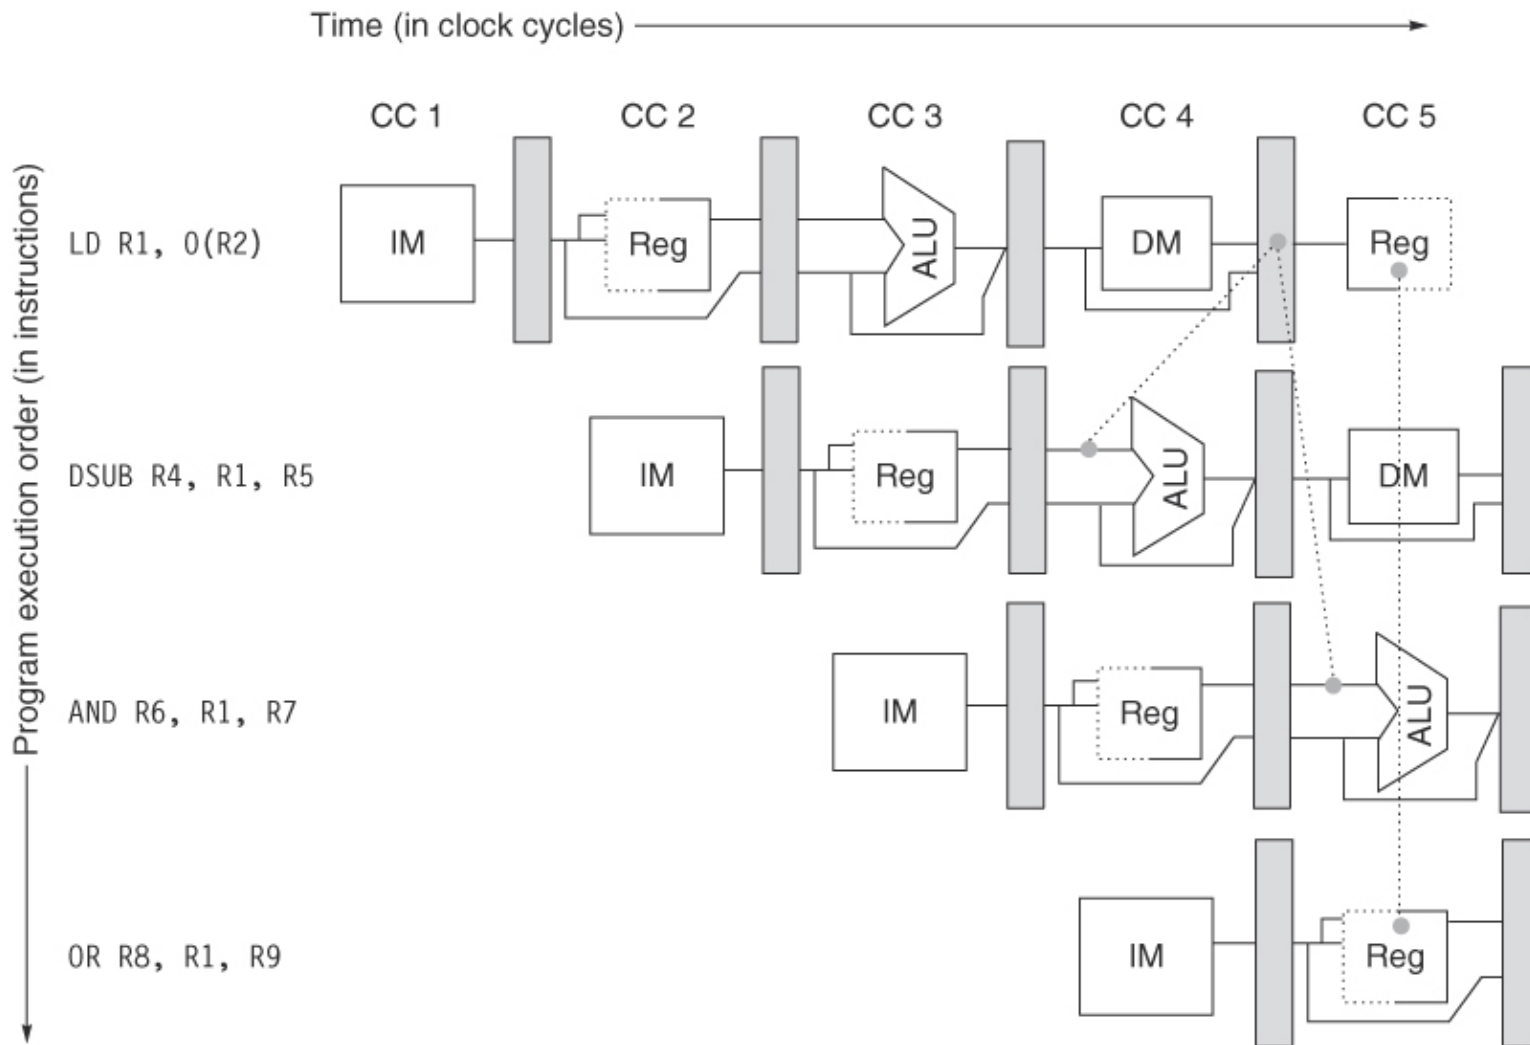 Time (in clock cycles)
CC 1 CC 2 CC 3 CC 4 CC 5
Program execution order (in instructions)
LD R1, 0(R2) IM Reg ALU DM Reg
DSUB R4, R1, R5 IM Reg ALU DM
AND R6, R1, R7 IM Reg ALU
OR R8, R1, R9 IM Reg